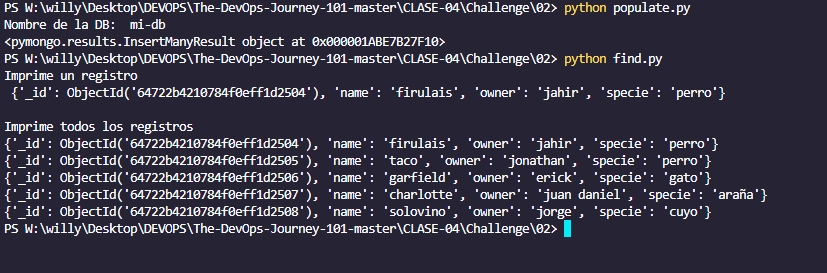 PS W:\willy\Desktop\DEVOPS\The-DevOps-Journey-101-master\CLASE-04\Challenge\02> python populate.py
Nombre de la DB:  mi-db
<pymongo.results.InsertManyResult object at 0x000001ABE7B27F10>
PS W:\willy\Desktop\DEVOPS\The-DevOps-Journey-101-master\CLASE-04\Challenge\02> python find.py
Imprime un registro
 {'_id': ObjectId('64722b4210784f0eff1d2504'), 'name': 'firulais', 'owner': 'jahir', 'specie': 'perro'}

Imprime todos los registros
{'_id': ObjectId('64722b4210784f0eff1d2504'), 'name': 'firulais', 'owner': 'jahir', 'specie': 'perro'}
{'_id': ObjectId('64722b4210784f0eff1d2505'), 'name': 'taco', 'owner': 'jonathan', 'specie': 'perro'}
{'_id': ObjectId('64722b4210784f0eff1d2506'), 'name': 'garfield', 'owner': 'erick', 'specie': 'gato'}
{'_id': ObjectId('64722b4210784f0eff1d2507'), 'name': 'charlotte', 'owner': 'juan daniel', 'specie': 'araña'}
{'_id': ObjectId('64722b4210784f0eff1d2508'), 'name': 'solovino', 'owner': 'jorge', 'specie': 'cuyo'}
PS W:\willy\Desktop\DEVOPS\The-DevOps-Journey-101-master\CLASE-04\Challenge\02>